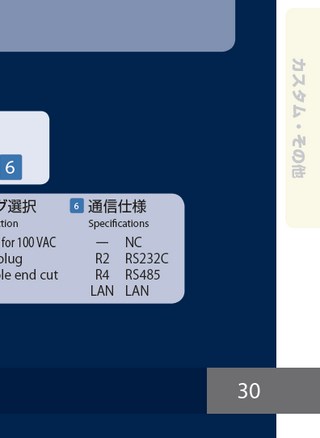 カスタム・その他
6
グ選択
tion
for 100 VAC
plug
le end cut
6 通信仕様
Specifications
— NC
R2 RS232C
R4 RS485
LAN LAN
30